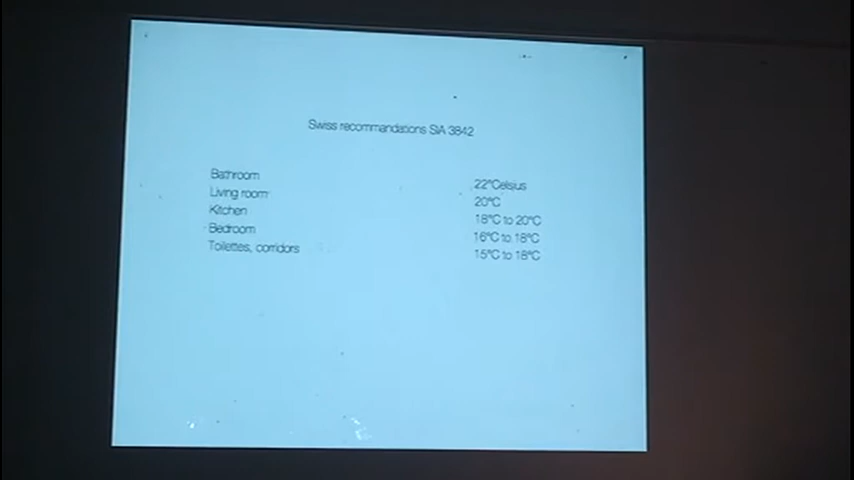 Swiss recommandations SIA 3842
Bathroom 22°Celsius
Living room 20°C
Kitchen 18°C to 20°C
Bedroom 16°C to 18°C
Toilettes, corridors 15°C to 18°C